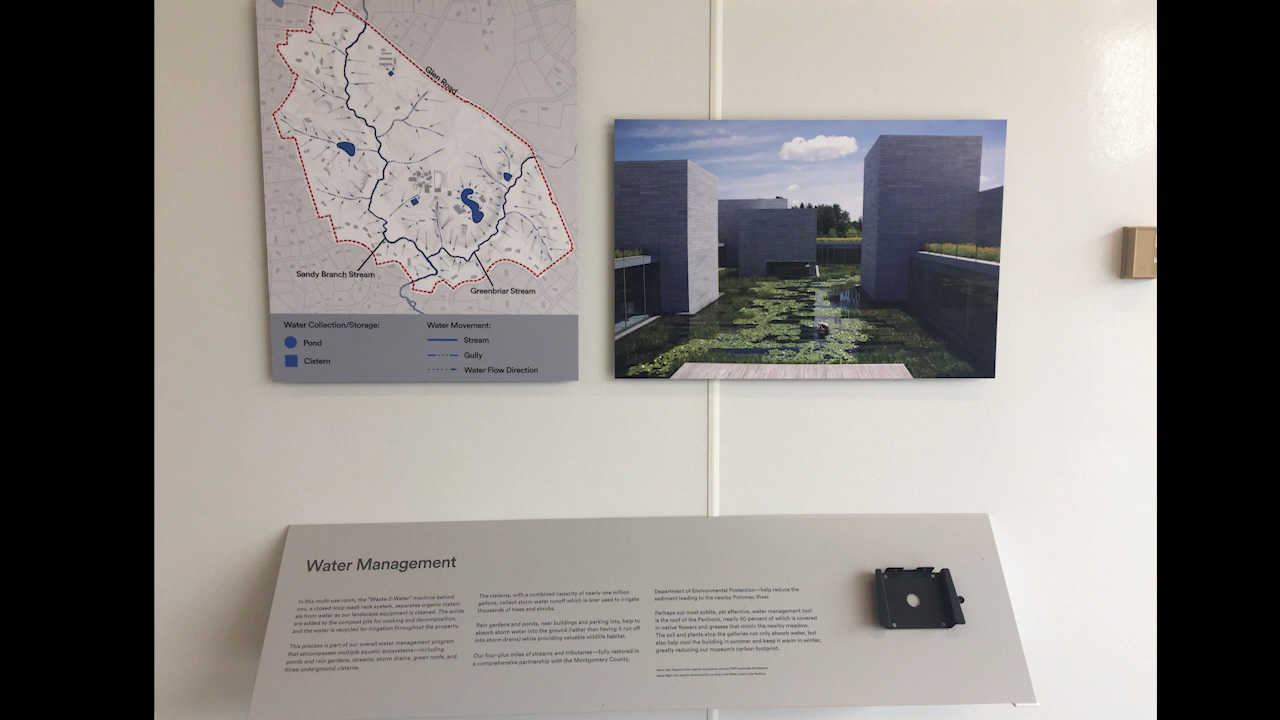 Glen Road
Sandy Branch Stream
Greenbriar Stream
Water Collection/Storage:
Pond
Cistern
Water Movement:
Stream
Gully
Water Flow Direction
Water Management
In this multi-use room, the "Waste-2-Water" machine behind
you, a closed-loop wash rack system, separates organic materi-
als from water as our landscape equipment is cleaned. The solids
are added to the compost pile for cooking and decomposition,
and the water is recycled for irrigation throughout the property.
This process is part of our overall water management program
that encompasses multiple aquatic ecosystems—including
ponds and rain gardens, streams, storm drains, green roofs, and
three underground cisterns.
The cisterns, with a combined capacity of nearly one million
gallons, collect storm water runoff which is later used to irrigate
thousands of trees and shrubs.
Rain gardens and ponds, near buildings and parking lots, help to
absorb storm water into the ground (rather than having it run off
into storm drains) while providing valuable wildlife habitat.
Our four-plus miles of streams and tributaries—fully restored in
a comprehensive partnership with the Montgomery County,
Department of Environmental Protection—help reduce the
sediment leading to the nearby Potomac River.
Perhaps our most subtle, yet effective, water management tool
is the roof of the Pavilions, nearly 50 percent of which is covered
in native flowers and grasses that mimic the nearby meadow.
The soil and plants atop the galleries not only absorb water, but
also help cool the building in summer and keep it warm in winter,
greatly reducing our museum's carbon footprint.